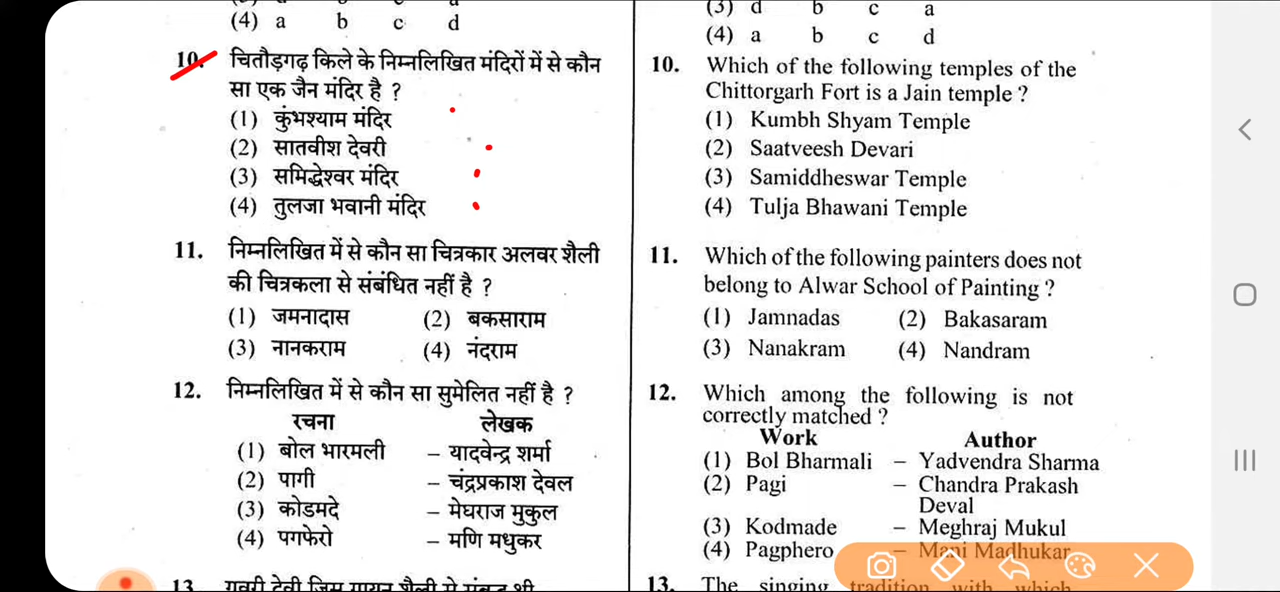 (4) a b c d
10. चितौड़गढ़ किले के निम्नलिखित मंदिरों में से कौन
सा एक जैन मंदिर है ?
(1) कुंभश्याम मंदिर
(2) सातवीश देवरी
(3) समिद्धेश्वर मंदिर
(4) तुलजा भवानी मंदिर
11. निम्नलिखित में से कौन सा चित्रकार अलवर शैली
की चित्रकला से संबंधित नहीं है ?
(1) जमनादास (2) बकसाराम
(3) नानकराम (4) नंदराम
12. निम्नलिखित में से कौन सा सुमेलित नहीं है ?
रचना लेखक
(1) बोल भारमली – यादवेन्द्र शर्मा
(2) पागी – चंद्रप्रकाश देवल
(3) कोडमदे – मेघराज मुकुल
(4) पगफेरो – मणि मधुकर
13. गवरी देवी जिस गायन शैली से संबद्ध थी
(3) d b c a
(4) a b c d
10. Which of the following temples of the
Chittorgarh Fort is a Jain temple ?
(1) Kumbh Shyam Temple
(2) Saatveesh Devari
(3) Samiddheswar Temple
(4) Tulja Bhawani Temple
11. Which of the following painters does not
belong to Alwar School of Painting ?
(1) Jamnadas (2) Bakasaram
(3) Nanakram (4) Nandram
12. Which among the following is not
correctly matched ?
Work Author
(1) Bol Bharmali – Yadvendra Sharma
(2) Pagi – Chandra Prakash
Deval
(3) Kodmade – Meghraj Mukul
(4) Pagphero – Mani Madhukar
13. The singing tradition with which